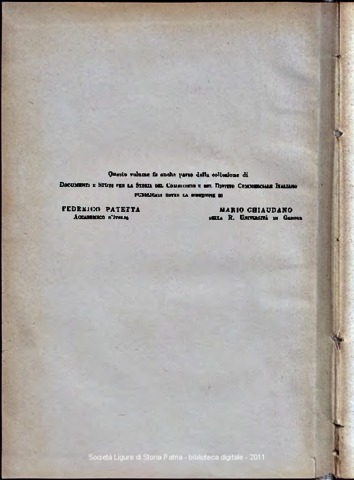 Questo volume fa anche parte della collezione di
Documenti e Studi per la Storia del Commercio e del Diritto Commerciale Italiano
pubblicati sotto la direzione di
FEDERICO PATETTA MARIO CHIAUDANO
Accademico d'Italia della R. Università di Genova
Società Ligure di Storia Patria - biblioteca digitale - 2011